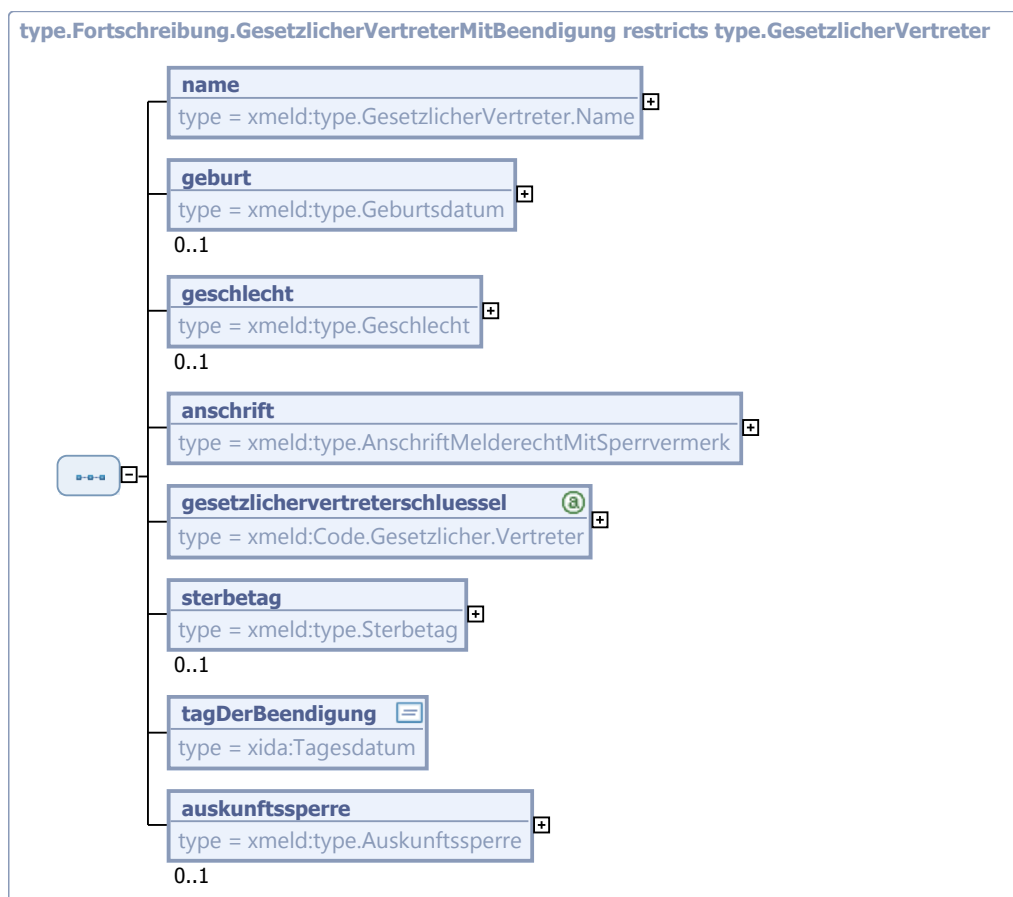 type.Fortschreibung.GesetzlicherVertreterMitBeendigung restricts type.GesetzlicherVertreter
name
type = xmeld:type.GesetzlicherVertreter.Name
geburt
type = xmeld:type.Geburtsdatum
0..1
geschlecht
type = xmeld:type.Geschlecht
0..1
anschrift
type = xmeld:type.AnschriftMelderechtMitSperrvermerk
gesetzlichervertreterschluessel
type = xmeld:Code.Gesetzlicher.Vertreter
sterbetag
type = xmeld:type.Sterbetag
0..1
tagDerBeendigung
type = xida:Tagesdatum
auskunftssperre
type = xmeld:type.Auskunftssperre
0..1